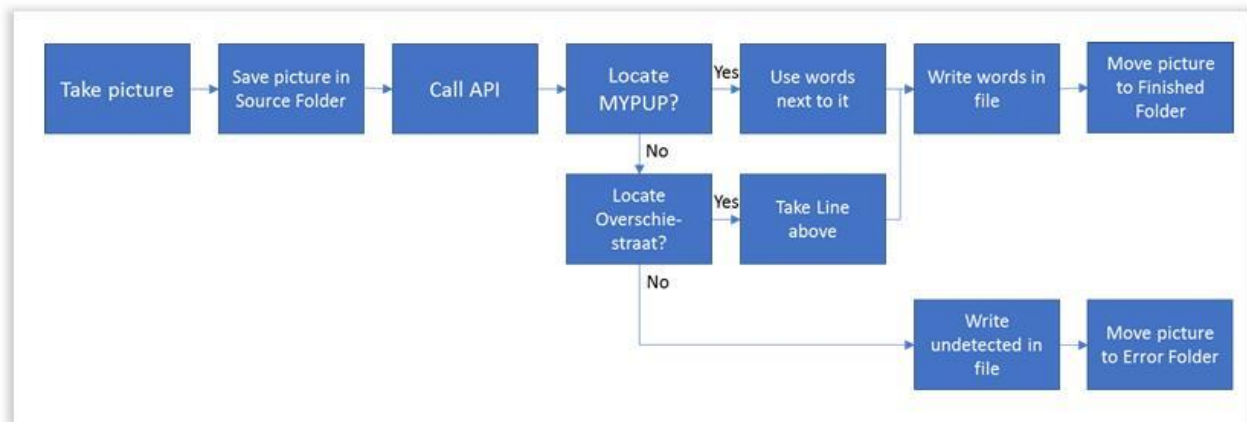 Take picture
Save picture in
Source Folder
Call API
Locate
MYPUP?
Yes
Use words
next to it
Write words in
file
Move picture
to Finished
Folder
No
Locate
Overschie-
straat?
Yes
Take Line
above
No
Write
undetected in
file
Move picture
to Error Folder